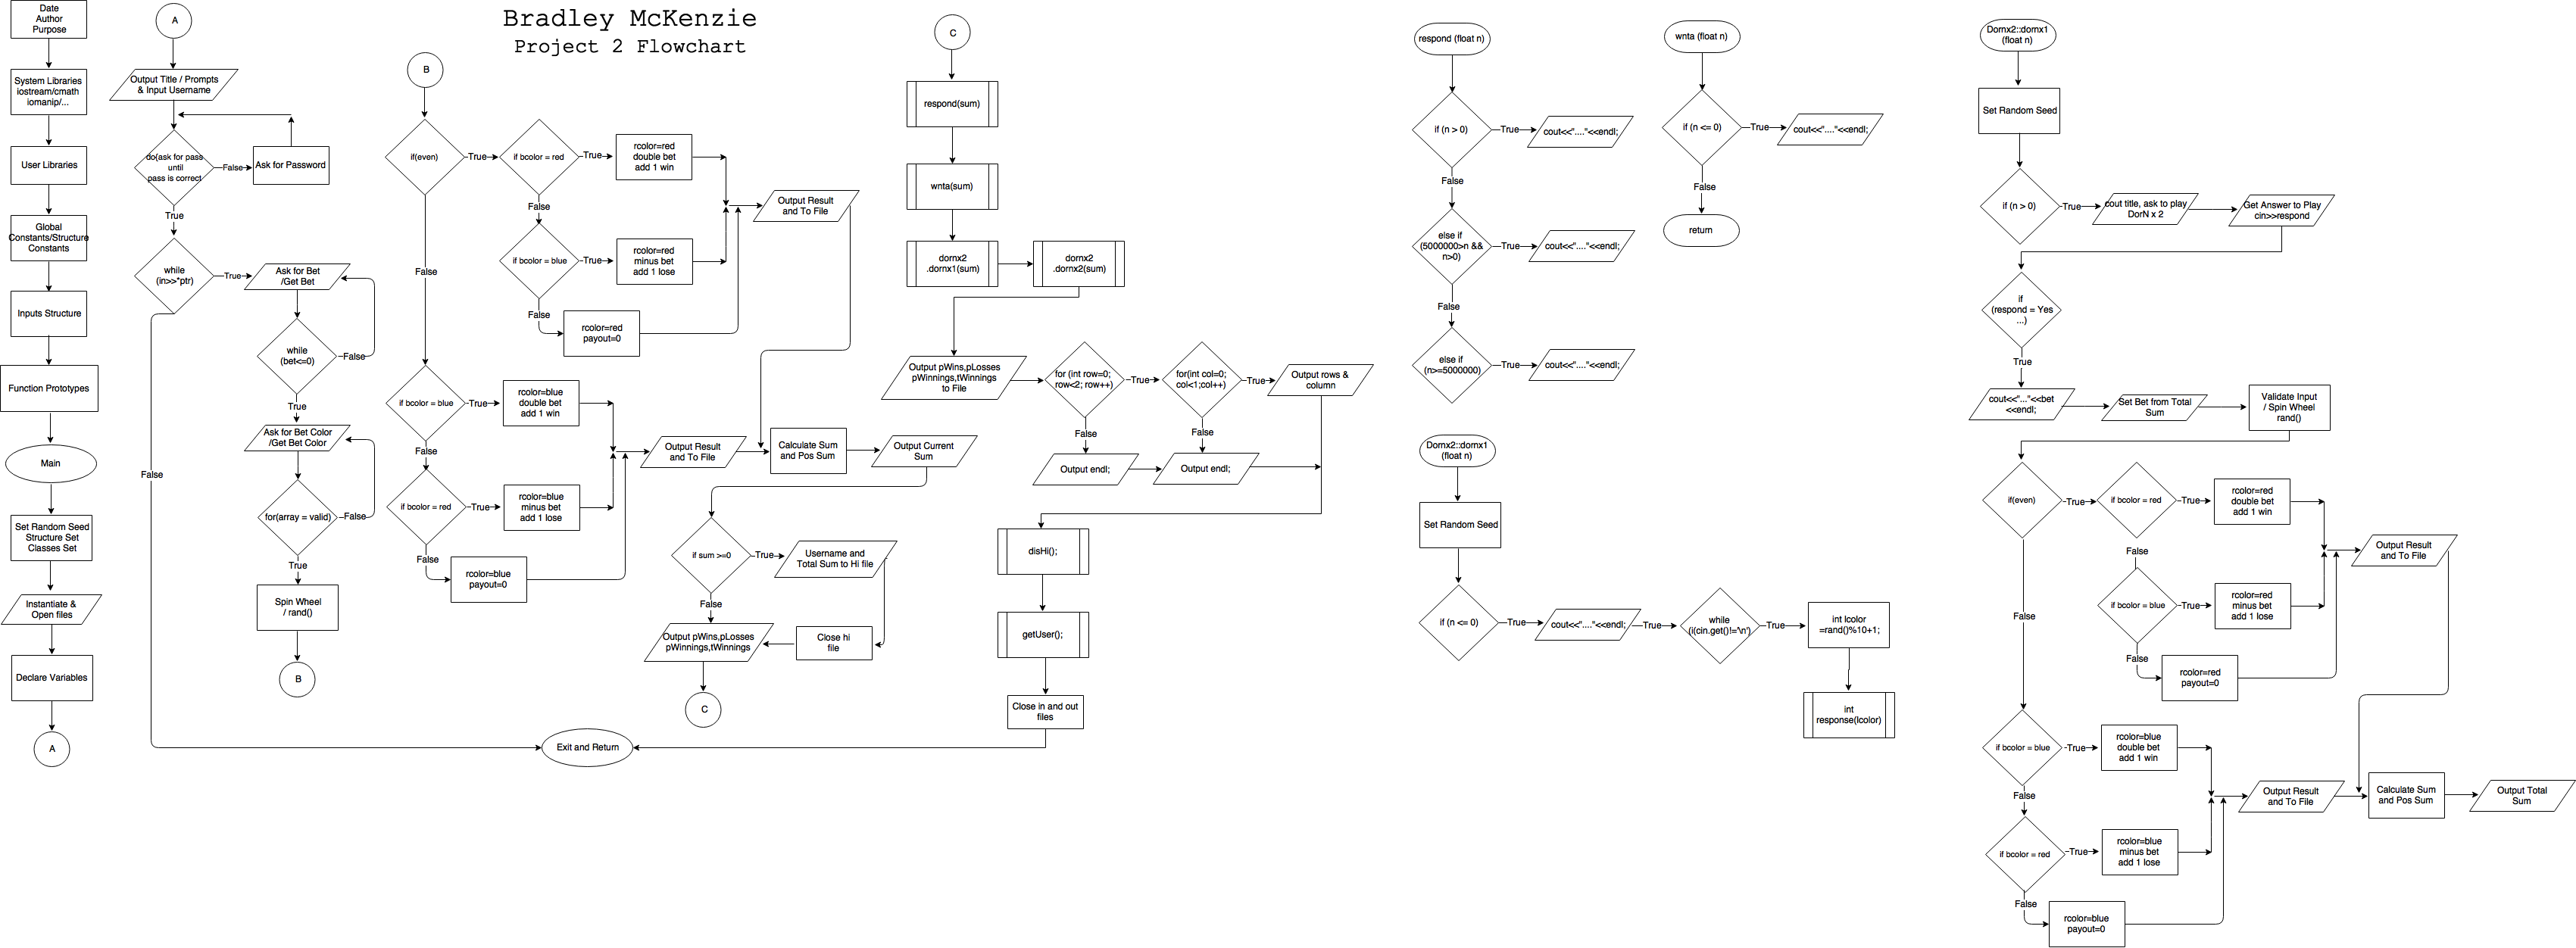 Bradley McKenzie
Project 2 Flowchart
Date
Author
Purpose
System Libraries
iostream/cmath
iomanip/...
User Libraries
Global
Constants/Structure
Constants
Inputs Structure
Function Prototypes
Main
Set Random Seed
Structure Set
Classes Set
Instantiate &
Open files
Declare Variables
A
A
Output Title / Prompts
& Input Username
do{ask for pass
until
pass is correct
False
Ask for Password
True
while
(in>>*ptr)
True
Ask for Bet
/Get Bet
while
(bet<=0)
False
True
Ask for Bet Color
/Get Bet Color
for(array = valid)
False
True
Spin Wheel
/ rand()
B
False
B
if(even)
True
if bcolor = red
True
rcolor=red
double bet
add 1 win
False
if bcolor = blue
True
rcolor=red
minus bet
add 1 lose
False
rcolor=red
payout=0
Output Result
and To File
False
if bcolor = blue
True
rcolor=blue
double bet
add 1 win
False
if bcolor = red
True
rcolor=blue
minus bet
add 1 lose
False
rcolor=blue
payout=0
Output Result
and To File
Calculate Sum
and Pos Sum
Output Current
Sum
if sum >=0
True
Username and
Total Sum to Hi file
False
Output pWins,pLosses
pWinnings,tWinnings
Close hi
file
C
Exit and Return
C
respond(sum)
wnta(sum)
dornx2
.dornx1(sum)
dornx2
.dornx2(sum)
Output pWins,pLosses
pWinnings,tWinnings
to File
for (int row=0;
row<2; row++)
True
for(int col=0;
col<1;col++)
True
Output rows &
column
False
False
Output endl;
Output endl;
disHi();
getUser();
Close in and out
files
respond (float n)
if (n > 0)
True
cout<<"...."<<endl;
False
else if
(5000000>n &&
n>0)
True
cout<<"...."<<endl;
False
else if
(n>=5000000)
True
cout<<"...."<<endl;
wnta (float n)
if (n <= 0)
True
cout<<"...."<<endl;
False
return
Dornx2::dornx1
(float n)
Set Random Seed
if (n <= 0)
True
cout<<"...."<<endl;
True
while
(i(cin.get()!='\n')
True
int lcolor
=rand()%10+1;
int
response(lcolor)
Dornx2::dornx1
(float n)
Set Random Seed
if (n > 0)
True
cout title, ask to play
DorN x 2
Get Answer to Play
cin>>respond
if
(respond = Yes
...)
True
cout<<"..."<<bet
<<endl;
Set Bet from Total
Sum
Validate Input
/ Spin Wheel
rand()
if(even)
True
if bcolor = red
True
rcolor=red
double bet
add 1 win
False
if bcolor = blue
True
rcolor=red
minus bet
add 1 lose
False
rcolor=red
payout=0
Output Result
and To File
False
if bcolor = blue
True
rcolor=blue
double bet
add 1 win
False
if bcolor = red
True
rcolor=blue
minus bet
add 1 lose
False
rcolor=blue
payout=0
Output Result
and To File
Calculate Sum
and Pos Sum
Output Total
Sum